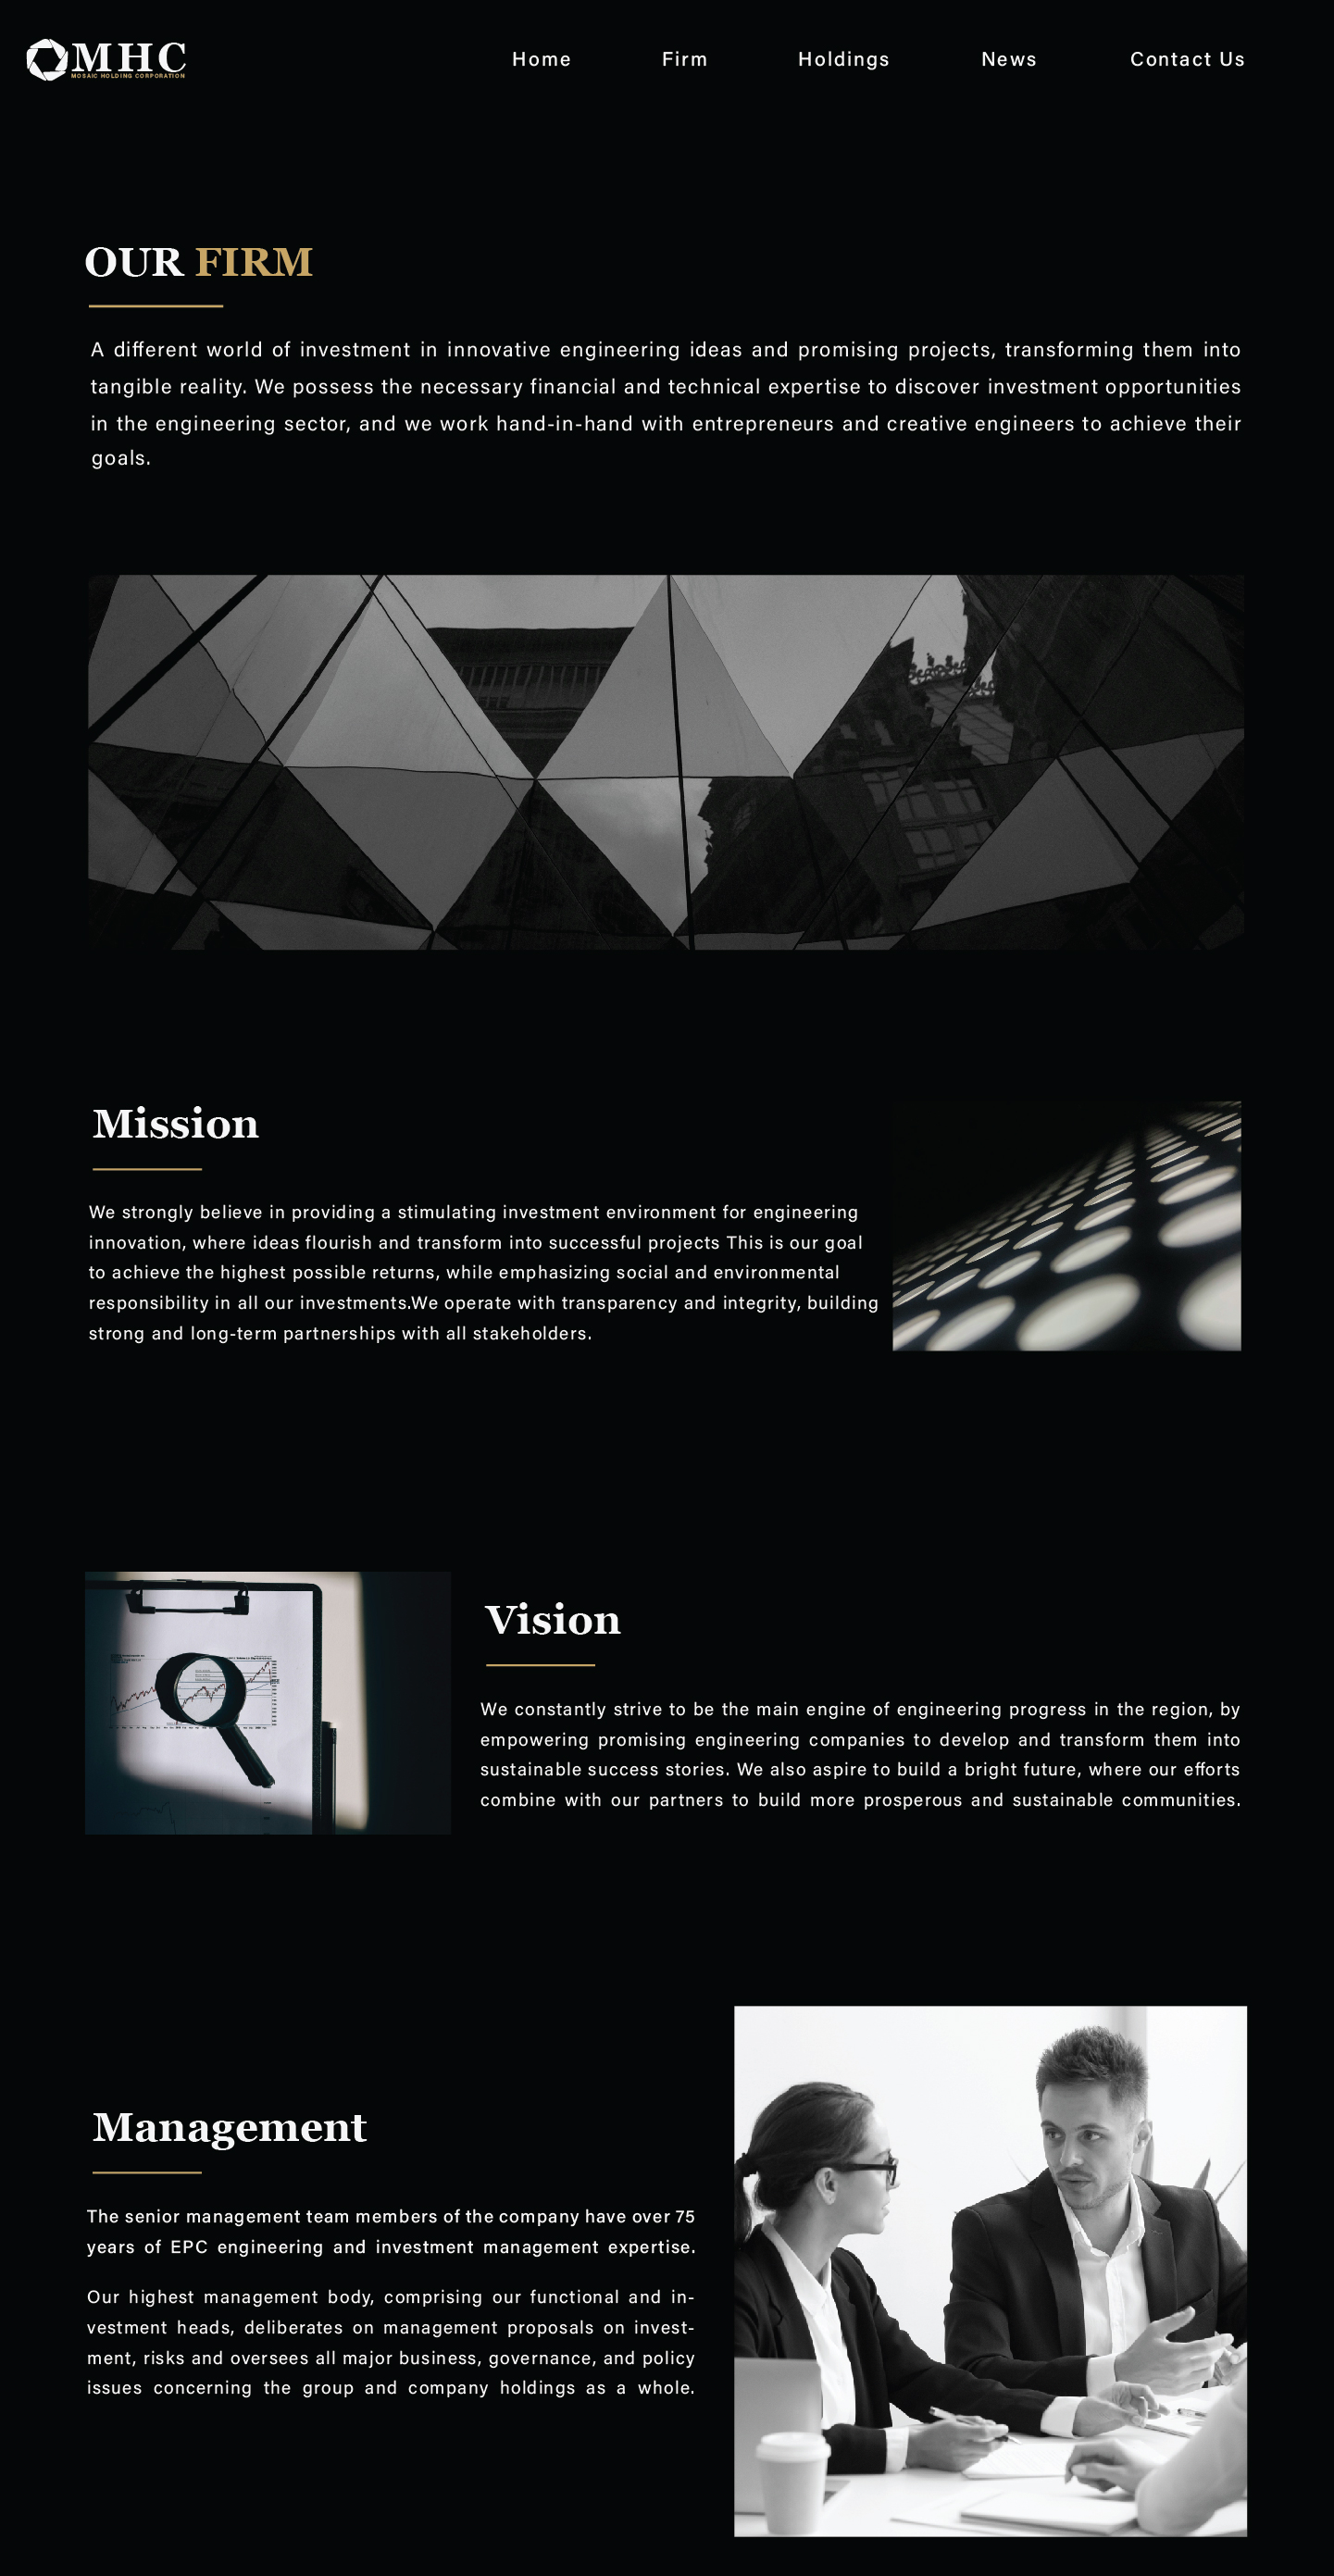 MHC
MOSAIC HOLDING CORPORATION
Home Firm Holdings News Contact Us
OUR FIRM
A different world of investment in innovative engineering ideas and promising projects, transforming them into
tangible reality. We possess the necessary financial and technical expertise to discover investment opportunities
in the engineering sector, and we work hand-in-hand with entrepreneurs and creative engineers to achieve their
goals.
Mission
We strongly believe in providing a stimulating investment environment for engineering
innovation, where ideas flourish and transform into successful projects This is our goal
to achieve the highest possible returns, while emphasizing social and environmental
responsibility in all our investments.We operate with transparency and integrity, building
strong and long-term partnerships with all stakeholders.
Vision
We constantly strive to be the main engine of engineering progress in the region, by
empowering promising engineering companies to develop and transform them into
sustainable success stories. We also aspire to build a bright future, where our efforts
combine with our partners to build more prosperous and sustainable communities.
Management
The senior management team members of the company have over 75
years of EPC engineering and investment management expertise.
Our highest management body, comprising our functional and in-
vestment heads, deliberates on management proposals on invest-
ment, risks and oversees all major business, governance, and policy
issues concerning the group and company holdings as a whole.